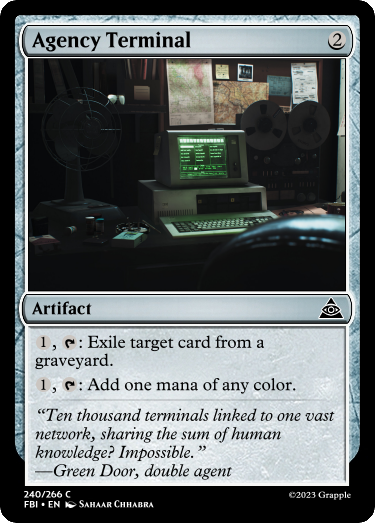 Agency Terminal 2
Artifact
1, : Exile target card from a
graveyard.
1, : Add one mana of any color.
“Ten thousand terminals linked to one vast
network, sharing the sum of human
knowledge? Impossible.”
—Green Door, double agent
240/266 C
FBI • EN Sahaar Chhabra
©2023 Grapple